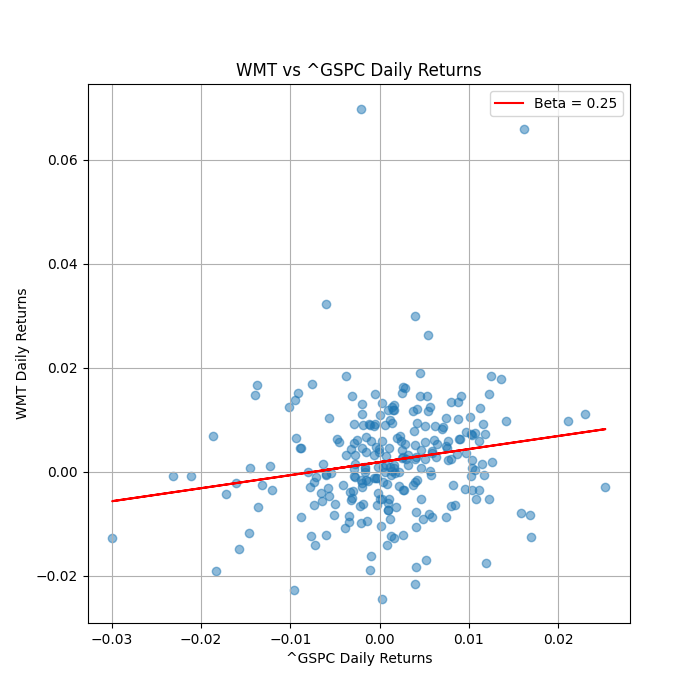 WMT vs ^GSPC Daily Returns
Beta = 0.25
WMT Daily Returns
0.06
0.04
0.02
0.00
−0.02
−0.03
−0.02
−0.01
0.00
0.01
0.02
^GSPC Daily Returns